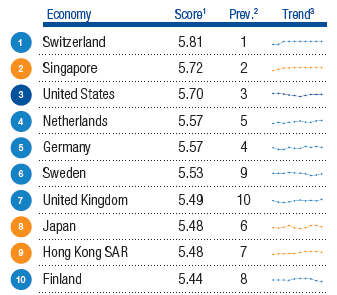 Economy Score¹ Prev.² Trend³
1 Switzerland 5.81 1
2 Singapore 5.72 2
3 United States 5.70 3
4 Netherlands 5.57 5
5 Germany 5.57 4
6 Sweden 5.53 9
7 United Kingdom 5.49 10
8 Japan 5.48 6
9 Hong Kong SAR 5.48 7
10 Finland 5.44 8